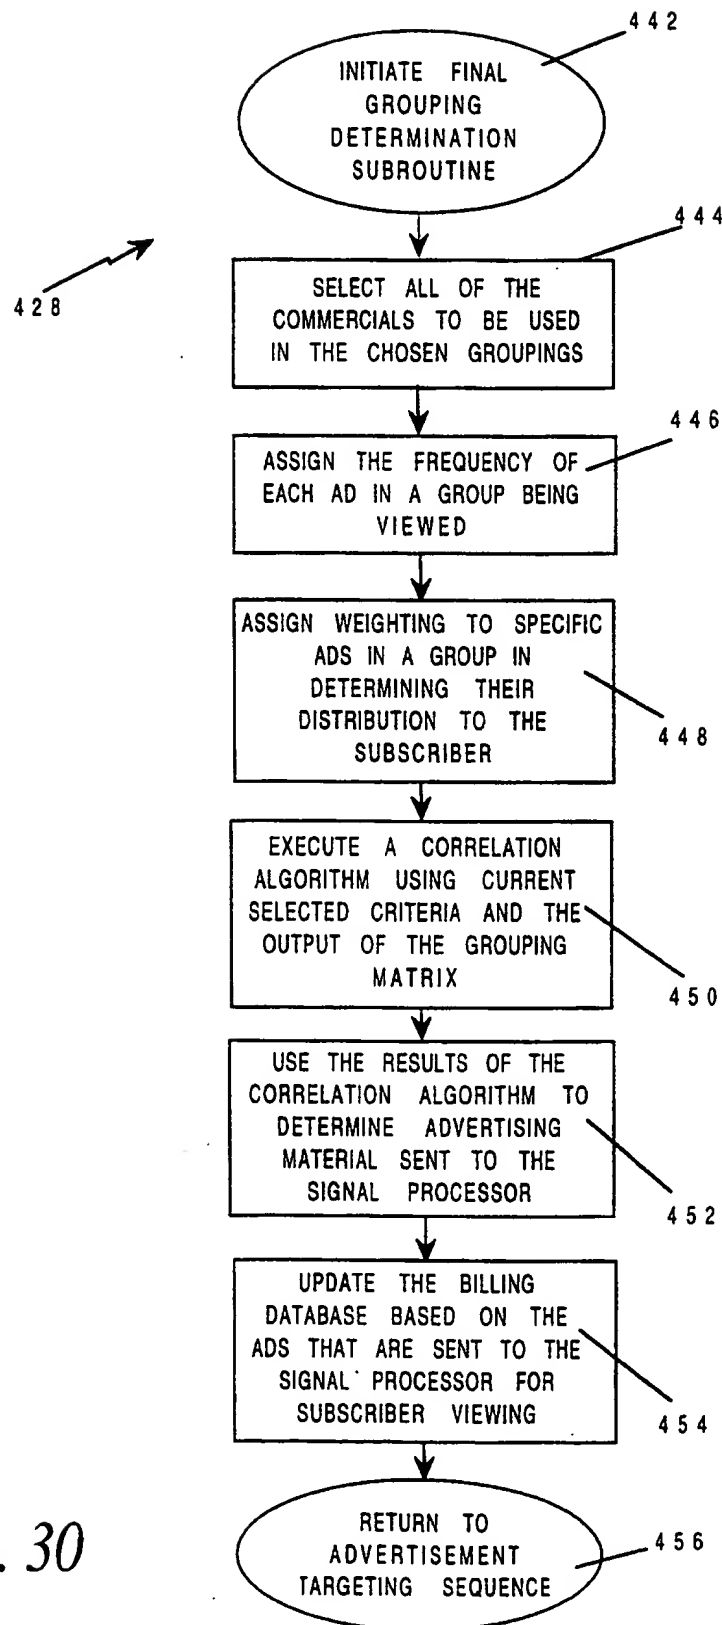 442
INITIATE FINAL
GROUPING
DETERMINATION
SUBROUTINE
428
444
SELECT ALL OF THE
COMMERCIALS TO BE USED
IN THE CHOSEN GROUPINGS
446
ASSIGN THE FREQUENCY OF
EACH AD IN A GROUP BEING
VIEWED
ASSIGN WEIGHTING TO SPECIFIC
ADS IN A GROUP IN
DETERMINING THEIR
DISTRIBUTION TO THE
SUBSCRIBER
448
EXECUTE A CORRELATION
ALGORITHM USING CURRENT
SELECTED CRITERIA AND THE
OUTPUT OF THE GROUPING
MATRIX
450
USE THE RESULTS OF THE
CORRELATION ALGORITHM TO
DETERMINE ADVERTISING
MATERIAL SENT TO THE
SIGNAL PROCESSOR
452
UPDATE THE BILLING
DATABASE BASED ON THE
ADS THAT ARE SENT TO THE
SIGNAL PROCESSOR FOR
SUBSCRIBER VIEWING
454
RETURN TO
ADVERTISEMENT
TARGETING SEQUENCE
456
. 30